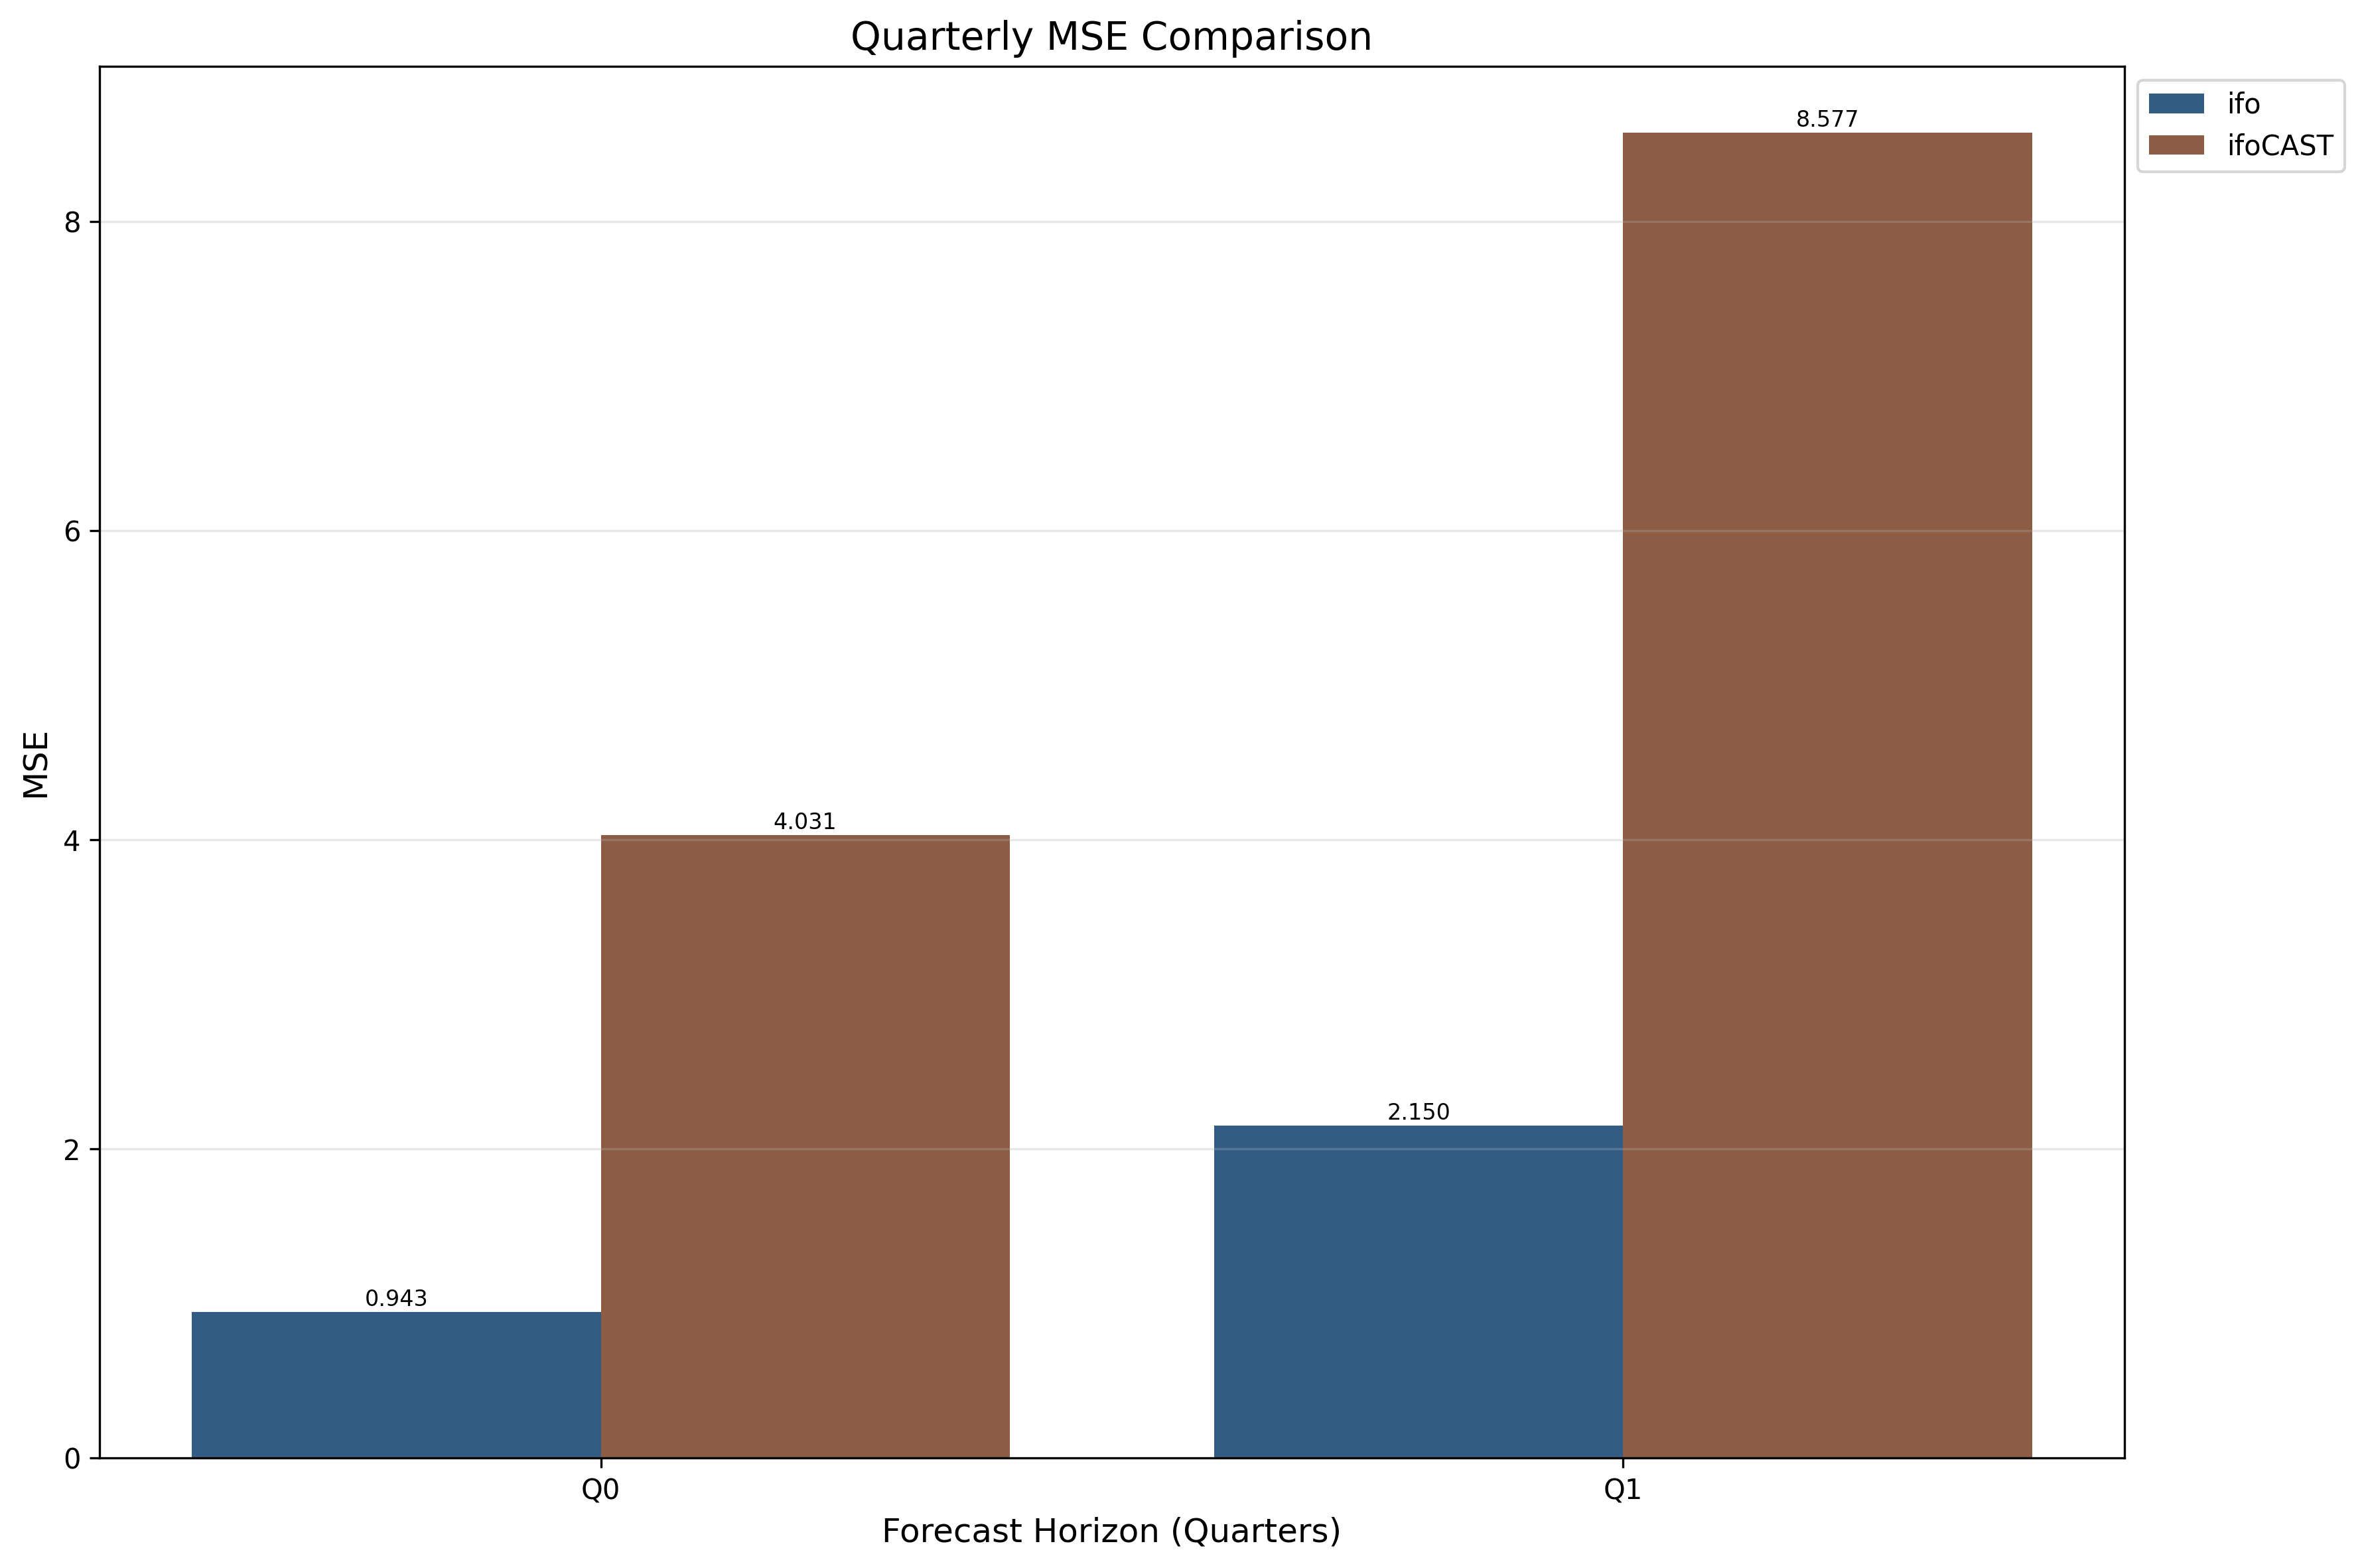 Quarterly MSE Comparison
ifo
ifoCAST
MSE
8
6
4
2
0
0.943
4.031
2.150
8.577
Q0
Q1
Forecast Horizon (Quarters)